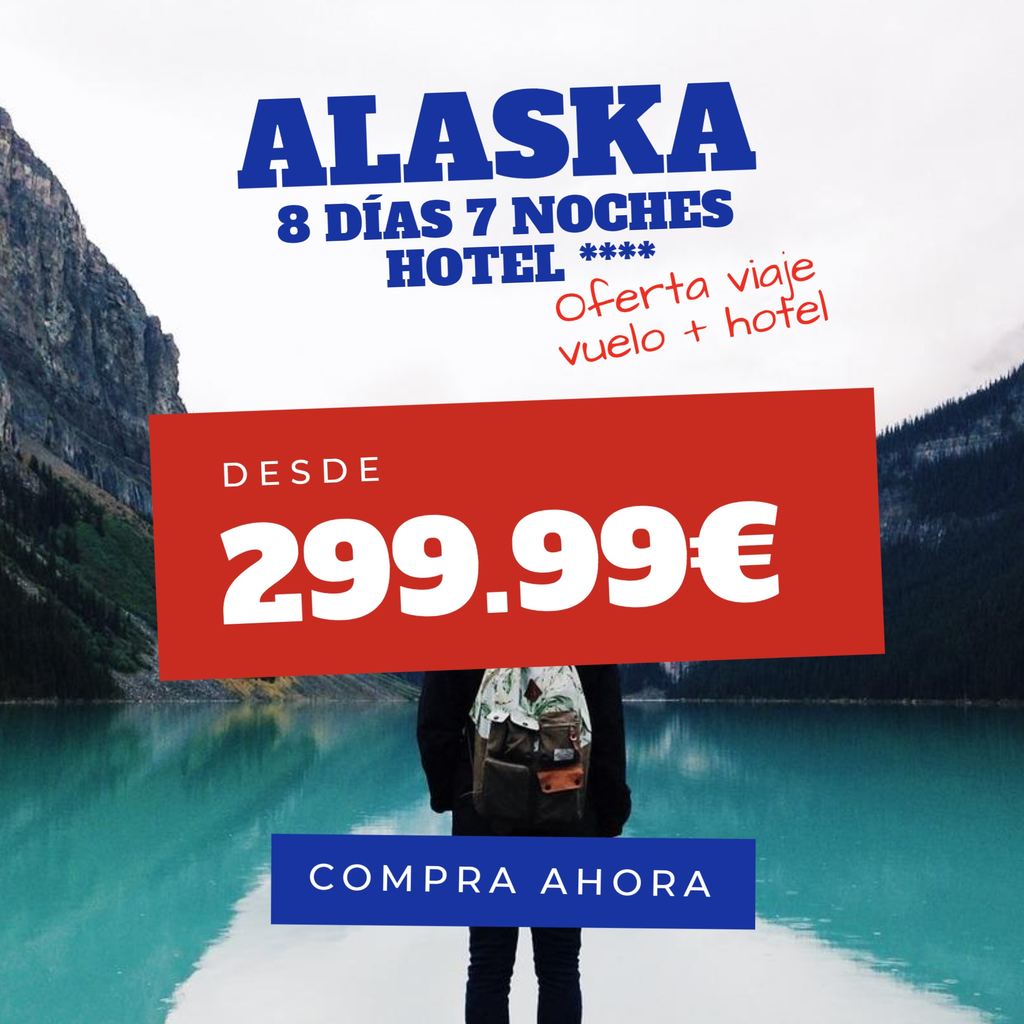 ALASKA
8 DÍAS 7 NOCHES
HOTEL ****
Oferta viaje
vuelo + hotel
DESDE
299.99€
COMPRA AHORA